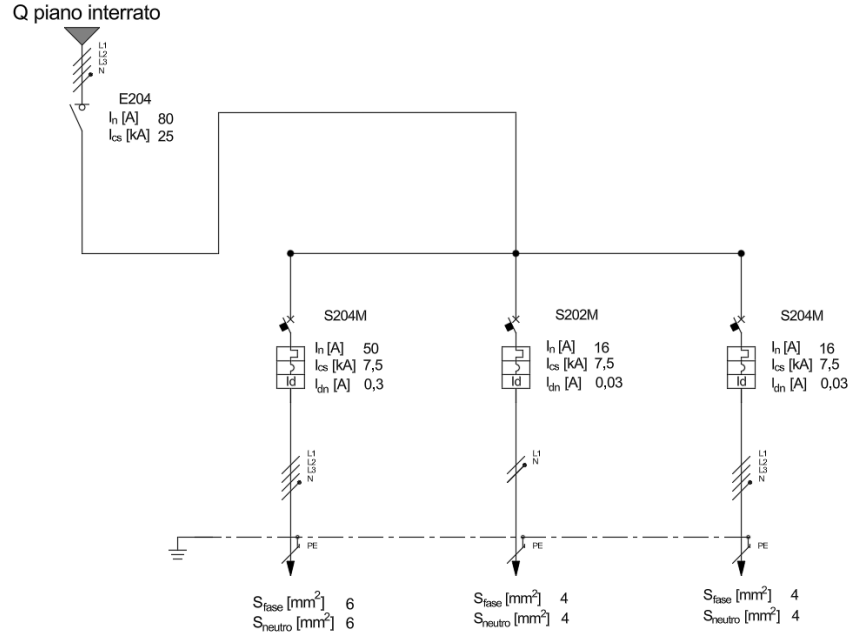 Q piano interrato
L1
L2
L3
N
E204
In [A] 80
Ics [kA] 25
S204M
In [A] 50
Ics [kA] 7,5
Idn [A] 0,3
Id
S202M
In [A] 16
Ics [kA] 7,5
Idn [A] 0,03
Id
S204M
In [A] 16
Ics [kA] 7,5
Idn [A] 0,03
Id
L1
L2
L3
N
L1
N
L1
L2
L3
N
PE
PE
PE
Sfase [mm²] 6
Sneutro [mm²] 6
Sfase [mm²] 4
Sneutro [mm²] 4
Sfase [mm²] 4
Sneutro [mm²] 4